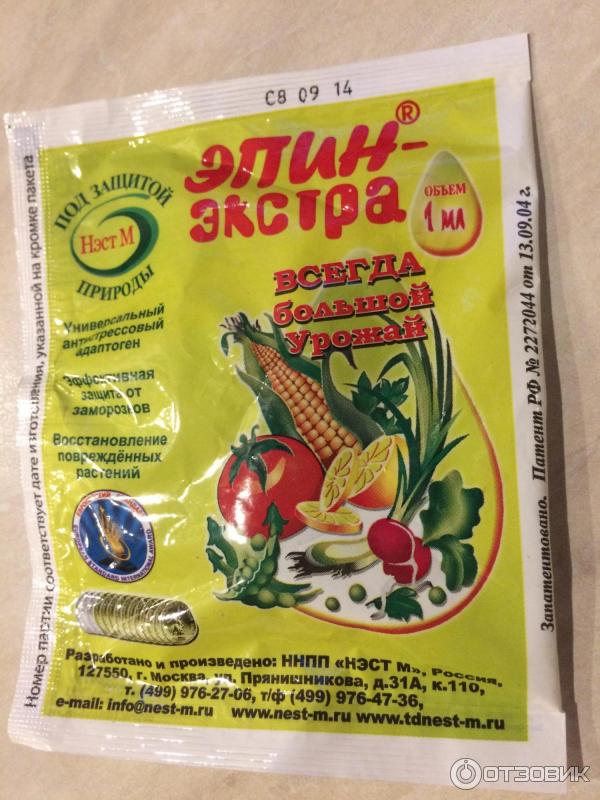 С8 09 14
ЭПИН-
экстра
®
ОБЪЕМ
1 мл
ПОД ЗАЩИТОЙ
НэстМ
ПРИРОДЫ
ВСЕГДА
большой
Урожай
Универсальный
антистрессовый
адаптоген
Эффективная
защита от
заморозков
Восстановление
повреждённых
растений
Разработано и произведено: ННПП «НЭСТ М», Россия,
127550, г. Москва, ул. Прянишникова, д.31А, к.110,
т. (499) 976-27-06, т/ф (499) 976-47-36,
e-mail: info@nest-m.ru www.nest-m.ru www.tdnest-m.ru
Номер партии соответствует дате изготовления, указанной на кромке пакета
Запатентовано. Патент РФ № 2272044 от 13.09.04 г.
ОТЗОВИК